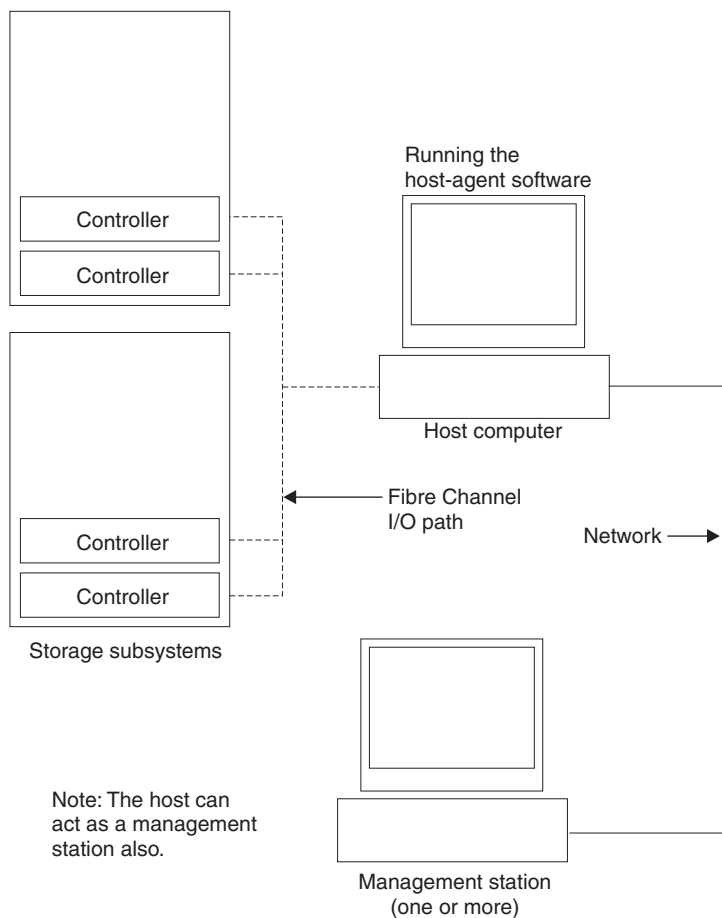 Controller
Controller
Running the
host-agent software
Host computer
Fibre Channel
I/O path
Network
Controller
Controller
Storage subsystems
Note: The host can
act as a management
station also.
Management station
(one or more)